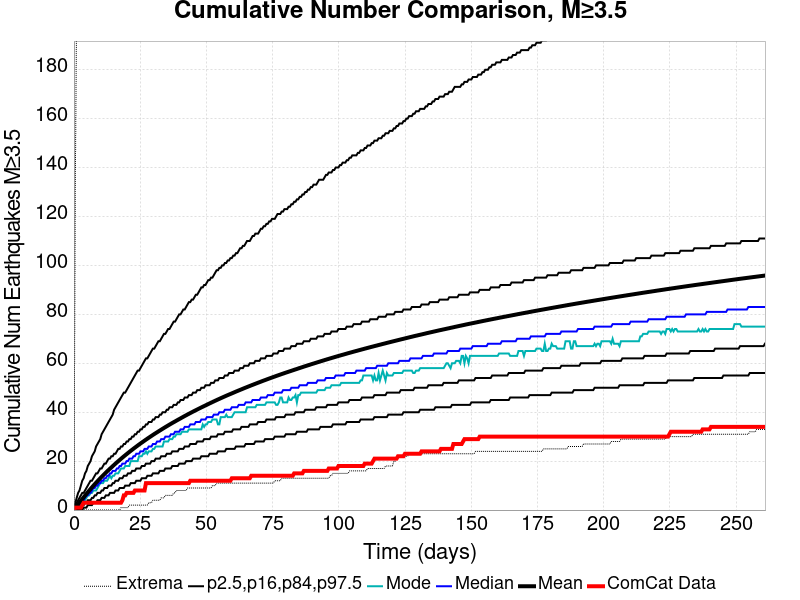 Cumulative Number Comparison, M≥3.5
Cumulative Num Earthquakes M≥3.5
180
160
140
120
100
80
60
40
20
0
0 25 50 75 100 125 150 175 200 225 250
Time (days)
Extrema p2.5,p16,p84,p97.5 Mode Median Mean ComCat Data